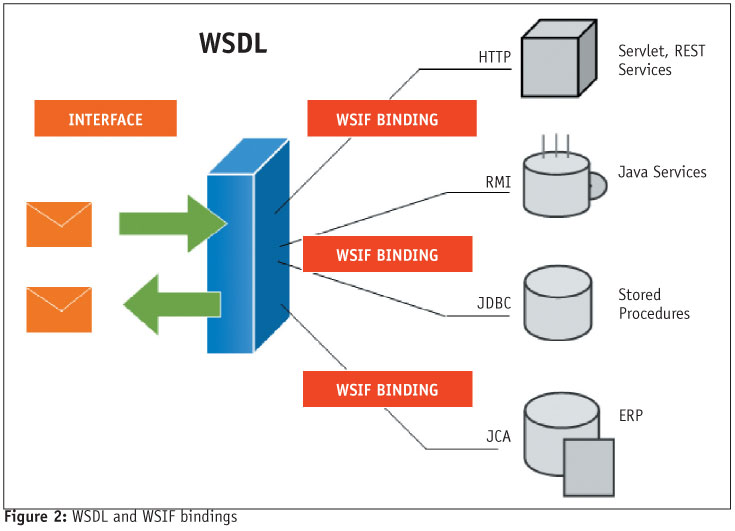 WSDL
HTTP
Servlet, REST
Services
INTERFACE
WSIF BINDING
RMI
Java Services
WSIF BINDING
JDBC
Stored
Procedures
WSIF BINDING
JCA
ERP
Figure 2: WSDL and WSIF bindings